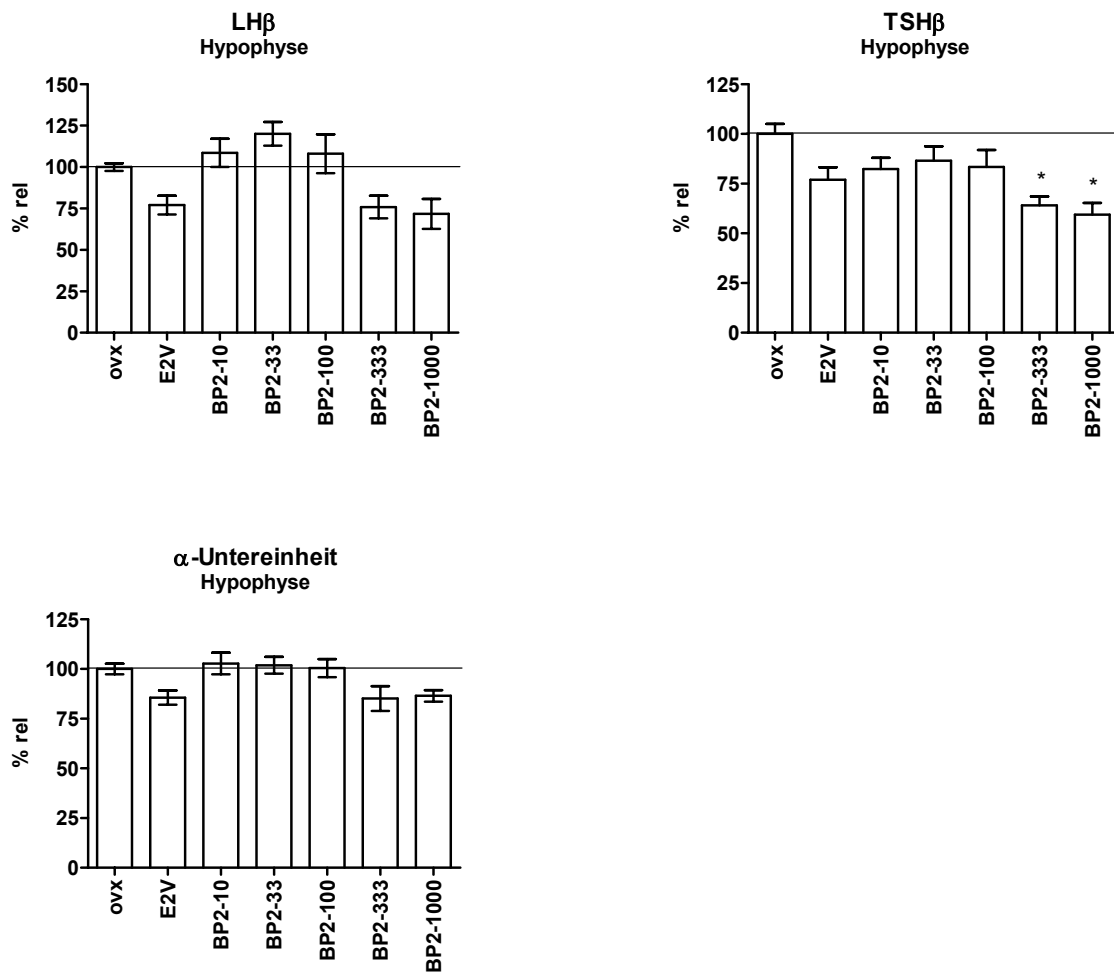 LHβ
Hypophyse
150
125
100
75
50
25
0
% rel
ovx
E2V
BP2-10
BP2-33
BP2-100
BP2-333
BP2-1000
TSHβ
Hypophyse
125
100
75
50
25
0
% rel
* *
ovx
E2V
BP2-10
BP2-33
BP2-100
BP2-333
BP2-1000
α-Untereinheit
Hypophyse
125
100
75
50
25
0
% rel
ovx
E2V
BP2-10
BP2-33
BP2-100
BP2-333
BP2-1000